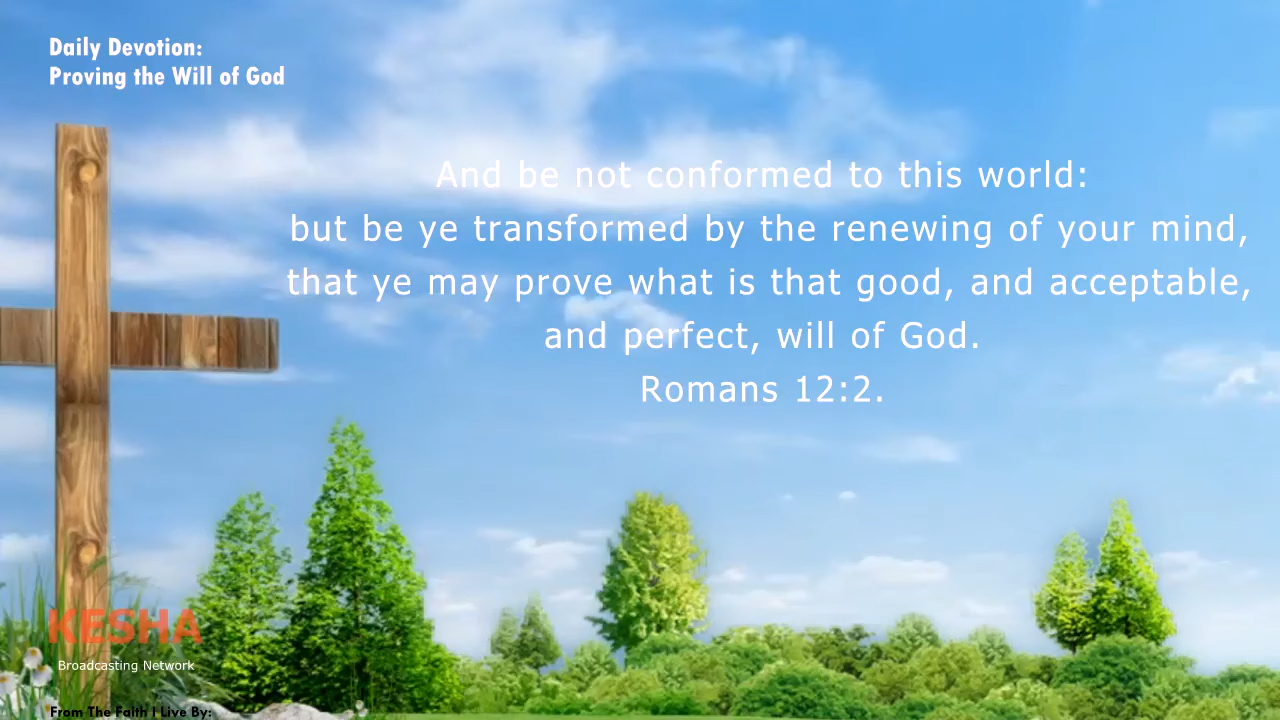 Daily Devotion:
Proving the Will of God
And be not conformed to this world:
but be ye transformed by the renewing of your mind,
that ye may prove what is that good, and acceptable,
and perfect, will of God.
Romans 12:2.
KESHA
Broadcasting Network
From The Faith I Live By: